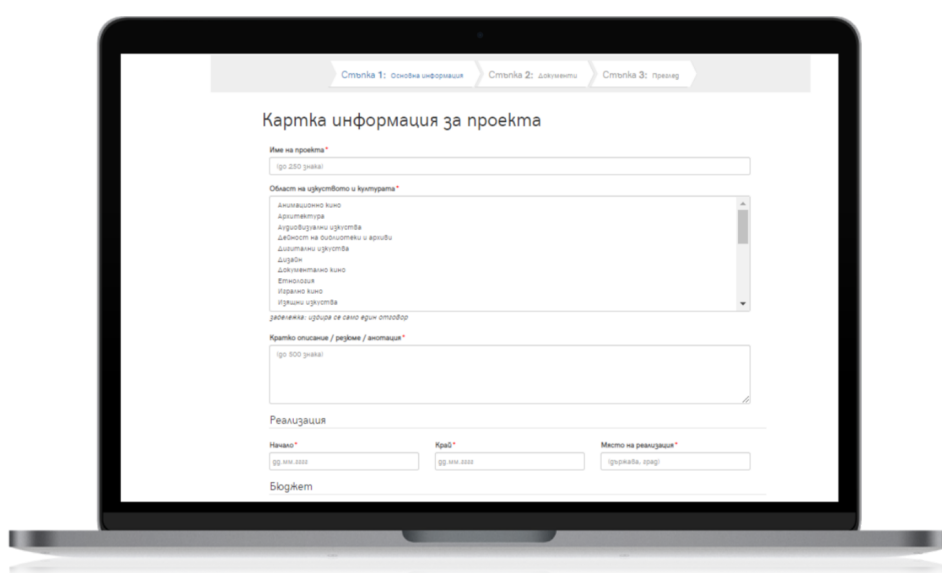 Стъпка 1: Основна информация
Стъпка 2: Документи
Стъпка 3: Преглед
Картка информация за проекта
Име на проекта*
(до 250 знака)
Област на изкуството и културата*
Анимационно кино
Архитектура
Аудиовизуални изкуства
Дейност на библиотеки и архиви
Дигитални изкуства
Дизайн
Документално кино
Етнология
Игрално кино
Изящни изкуства
забележка: избира се само един отговор
Кратко описание / резюме / анотация*
(до 500 знака)
Реализация
Начало*
Край*
Място на реализация*
дд.мм.гггг
дд.мм.гггг
(държава, град)
Бюджет